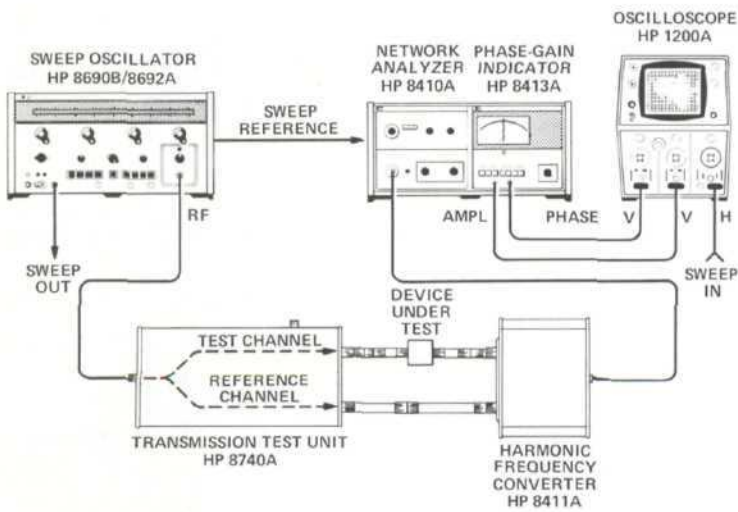 OSCILLOSCOPE
HP 1200A
SWEEP OSCILLATOR
HP 8690B/8692A
NETWORK
ANALYZER
HP 8410A
PHASE-GAIN
INDICATOR
HP 8413A
SWEEP
REFERENCE
RF
AMPL
PHASE
V
V
H
SWEEP
OUT
SWEEP
IN
DEVICE
UNDER
TEST
TEST CHANNEL
REFERENCE
CHANNEL
TRANSMISSION TEST UNIT
HP 8740A
HARMONIC
FREQUENCY
CONVERTER
HP 8411A